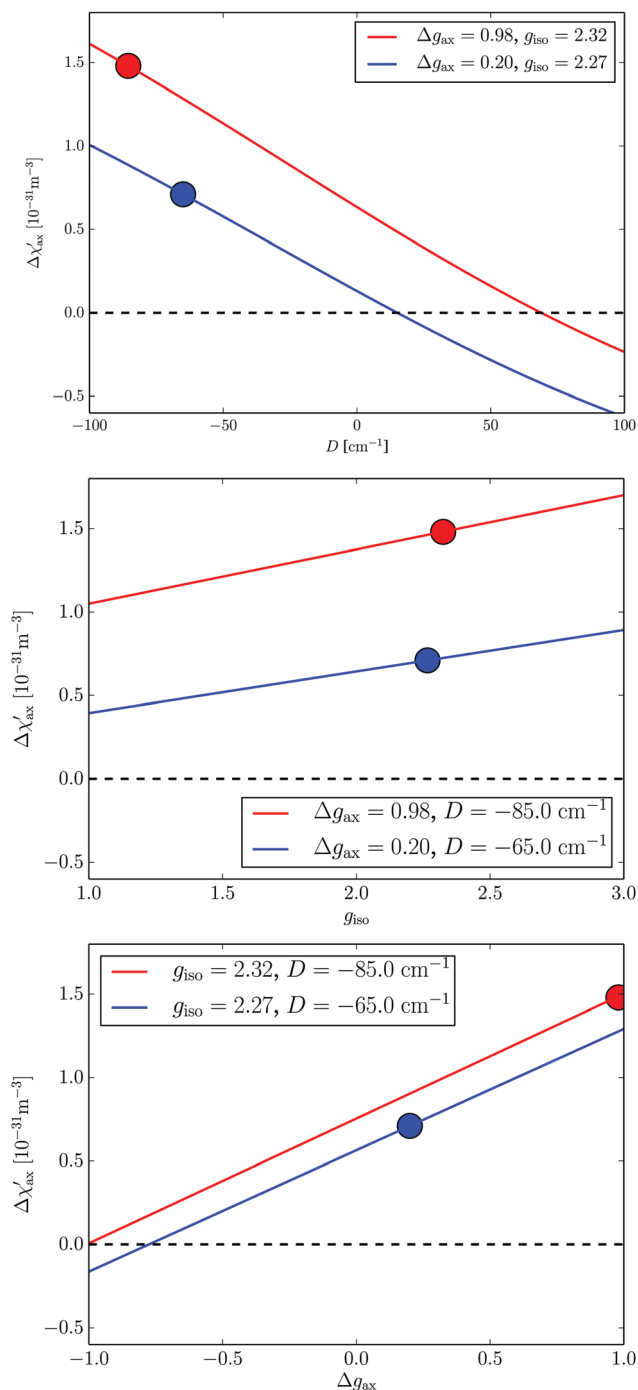 1.5
1.0
0.5
0.0
−0.5
Δχ′ax [10−31m−3]
Δgax = 0.98, giso = 2.32
Δgax = 0.20, giso = 2.27
−100 −50 0 50 100
D [cm−1]
1.5
1.0
0.5
0.0
−0.5
Δχ′ax [10−31m−3]
Δgax = 0.98, D = −85.0 cm−1
Δgax = 0.20, D = −65.0 cm−1
1.0 1.5 2.0 2.5 3.0
giso
giso = 2.32, D = −85.0 cm−1
giso = 2.27, D = −65.0 cm−1
1.5
1.0
0.5
0.0
−0.5
Δχ′ax [10−31m−3]
−1.0 −0.5 0.0 0.5 1.0
Δgax